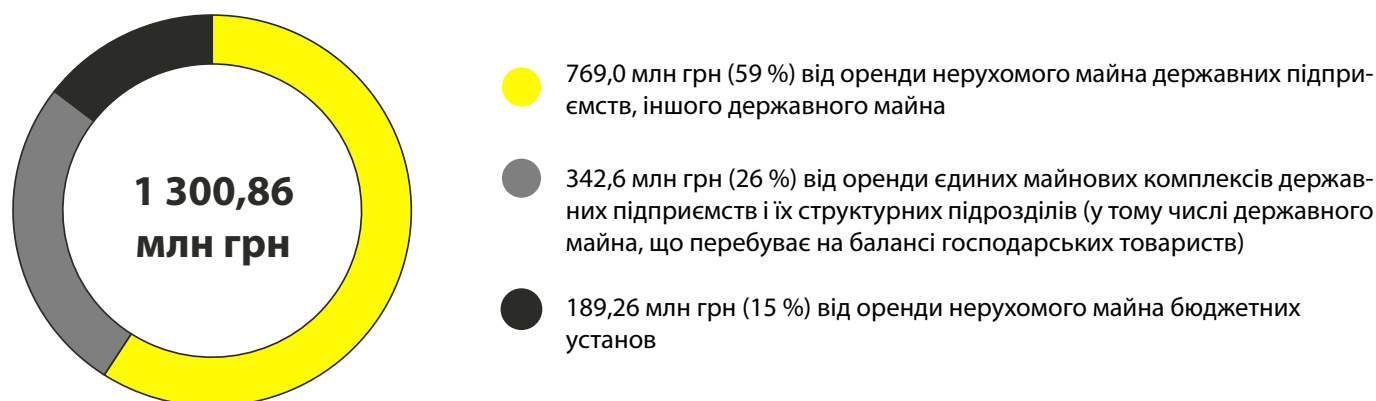 1 300,86
млн грн
769,0 млн грн (59 %) від оренди нерухомого майна державних підпри-
ємств, іншого державного майна
342,6 млн грн (26 %) від оренди єдиних майнових комплексів держав-
них підприємств і їх структурних підрозділів (у тому числі державного
майна, що перебуває на балансі господарських товариств)
189,26 млн грн (15 %) від оренди нерухомого майна бюджетних
установ